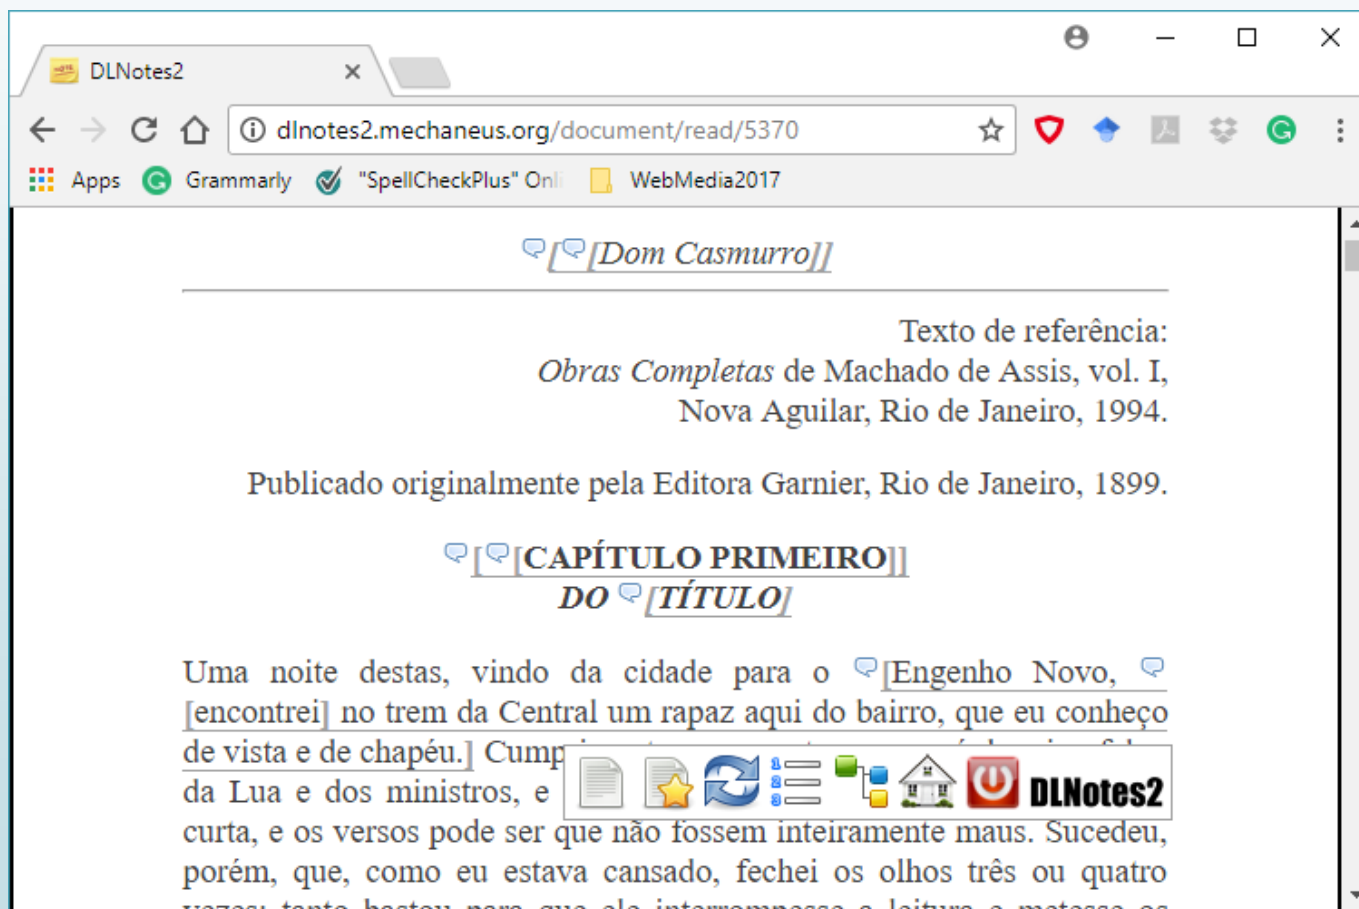 DLNotes2
dlnotes2.mechaneus.org/document/read/5370
Apps Grammarly "SpellCheckPlus" Onli WebMedia2017
[[Dom Casmurro]]
Texto de referência:
Obras Completas de Machado de Assis, vol. I,
Nova Aguilar, Rio de Janeiro, 1994.
Publicado originalmente pela Editora Garnier, Rio de Janeiro, 1899.
[[CAPÍTULO PRIMEIRO]]
DO [TÍTULO]
Uma noite destas, vindo da cidade para o [Engenho Novo,
[encontrei] no trem da Central um rapaz aqui do bairro, que eu conheço
de vista e de chapéu.]
da Lua e dos ministros, e
DLNotes2
curta, e os versos pode ser que não fossem inteiramente maus. Sucedeu,
porém, que, como eu estava cansado, fechei os olhos três ou quatro